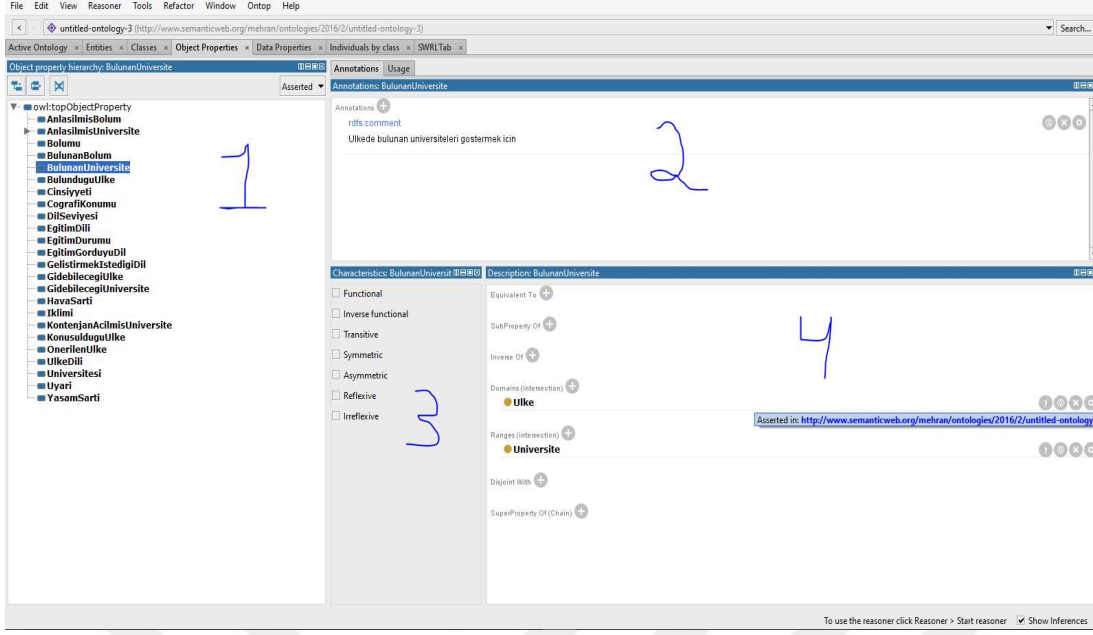 File Edit View Reasoner Tools Refactor Window Ontop Help
< untitled-ontology-3 (http://www.semanticweb.org/mehran/ontologies/2016/2/untitled-ontology-3) Search...
Active Ontology × Entities × Classes × Object Properties × Data Properties × Individuals by class × SWRLTab ×
Object property hierarchy: BulunanUniversite
Asserted
owl:topObjectProperty
AnlasilmisBolum
AnlasilmisUniversite
Bolumu
BulunanBolum
BulunanUniversite
BulunduguUlke
Cinsiyyeti
CografiKonumu
DilSeviyesi
EgitimDili
EgitimDurumu
EgitimGorduyuDil
GelistirmekIstedigiDil
GidebilecegiUlke
GidebilecegiUniversite
HavaSarti
Iklimi
KontenjanAcilmisUniversite
KonusulduguUlke
OnerilenUlke
UlkeDili
Universitesi
Uyari
YasamSarti
1
Annotations Usage
Annotations: BulunanUniversite
Annotations
rdfs:comment
Ulkede bulunan universiteleri gostermek icin
2
Characteristics: BulunanUniversit
Functional
Inverse functional
Transitive
Symmetric
Asymmetric
Reflexive
Irreflexive
3
Description: BulunanUniversite
Equivalent To
SubProperty Of
Inverse Of
Domains (intersection)
Ulke
Asserted in: http://www.semanticweb.org/mehran/ontologies/2016/2/untitled-ontology
Ranges (intersection)
Universite
Disjoint With
SuperProperty Of (Chain)
4
To use the reasoner click Reasoner > Start reasoner Show Inferences